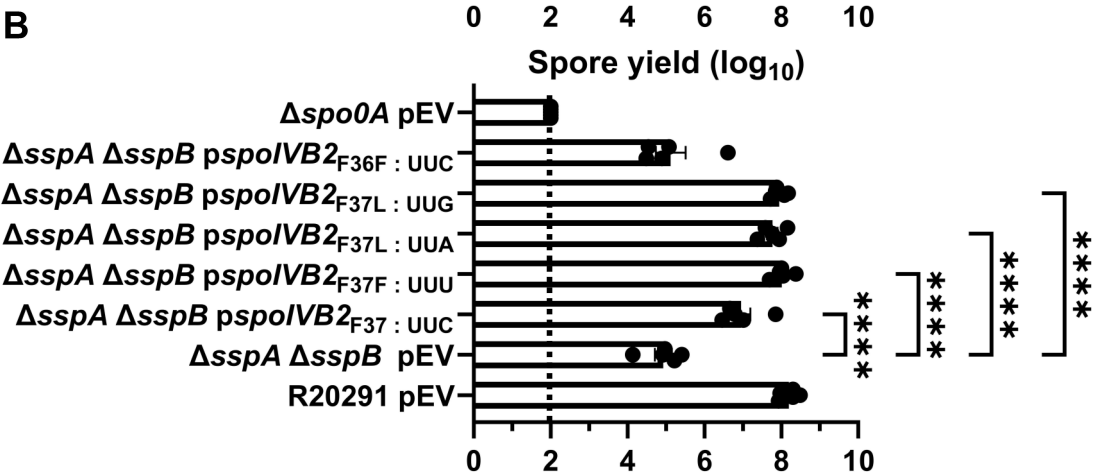 B
0 2 4 6 8 10
Spore yield (log10)
Δspo0A pEV
ΔsspA ΔsspB pspoIVB2F36F : UUC
ΔsspA ΔsspB pspoIVB2F37L : UUG
ΔsspA ΔsspB pspoIVB2F37L : UUA
ΔsspA ΔsspB pspoIVB2F37F : UUU
ΔsspA ΔsspB pspoIVB2F37 : UUC
ΔsspA ΔsspB pEV
R20291 pEV
**** **** **** ****
0 2 4 6 8 10